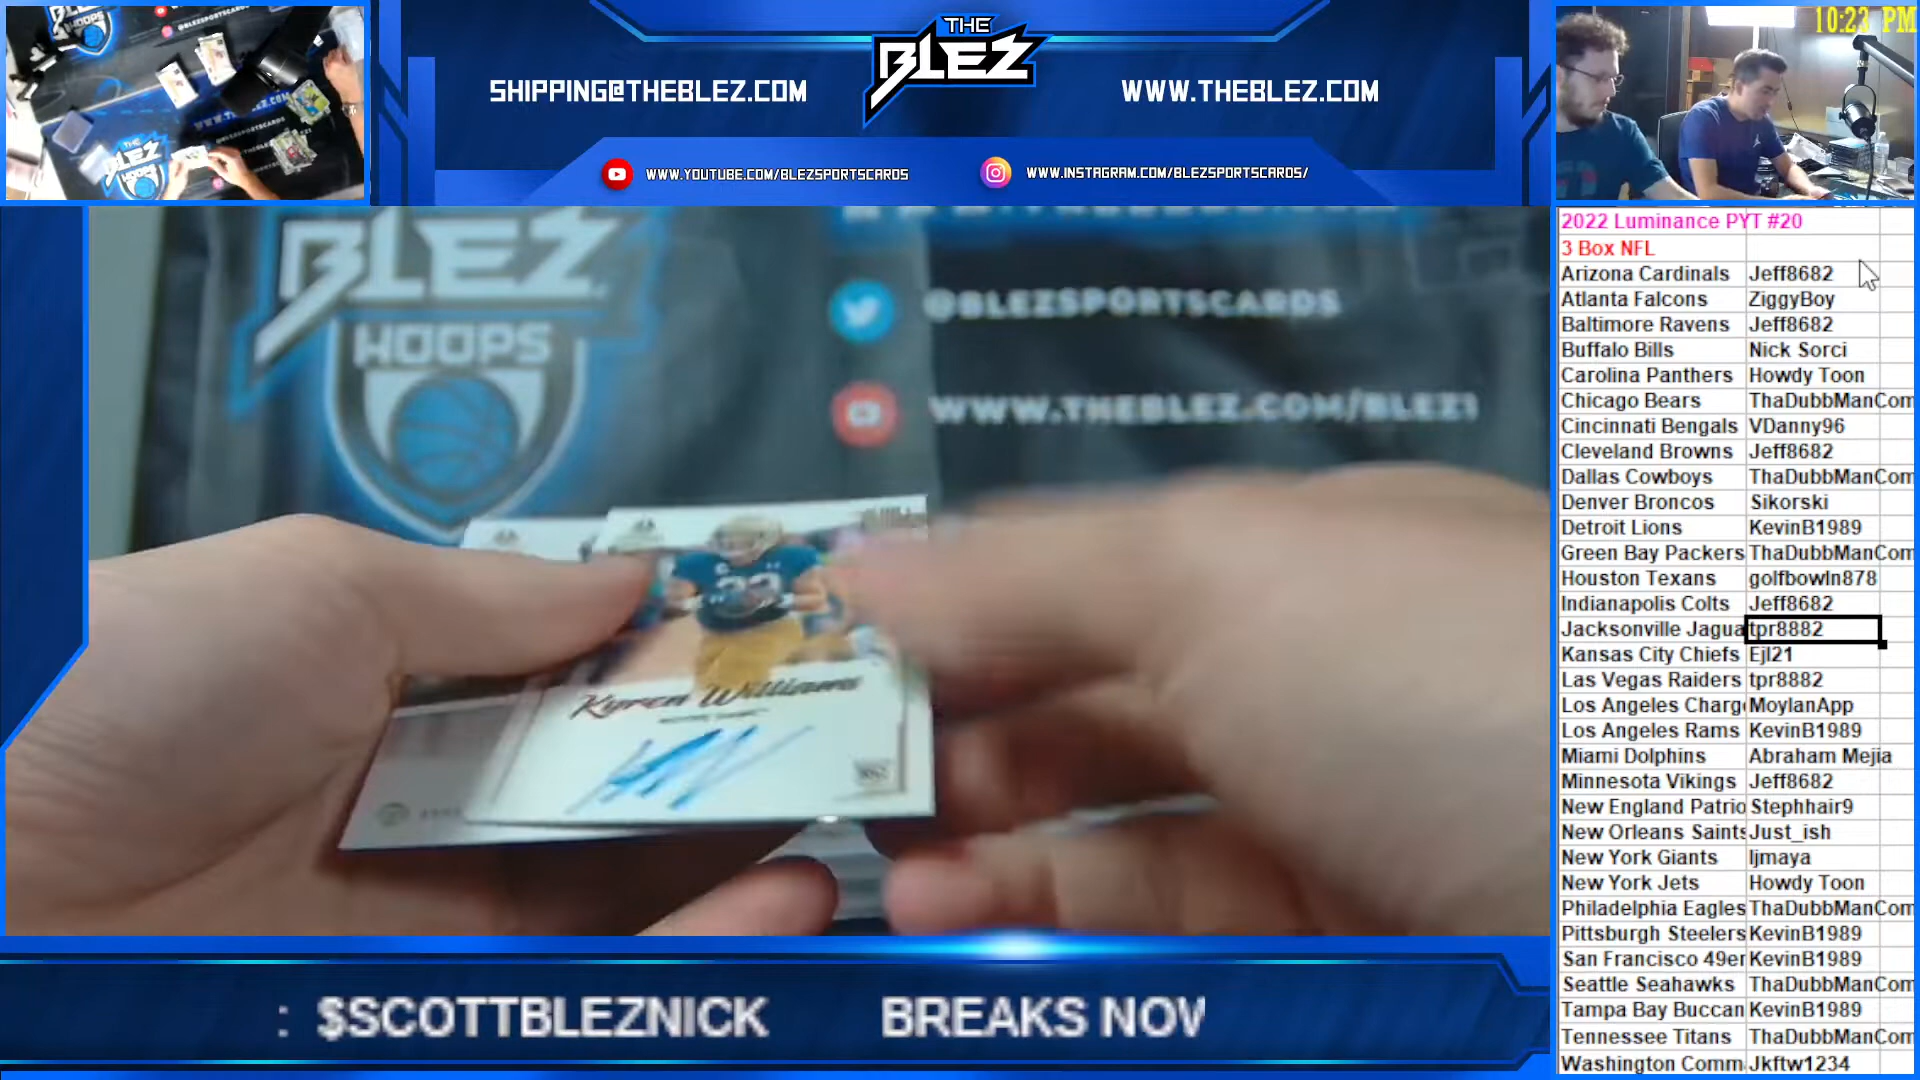 10:23 PM
THE
BLEZ
SHIPPING@THEBLEZ.COM
WWW.THEBLEZ.COM
WWW.YOUTUBE.COM/BLEZSPORTSCARDS
WWW.INSTAGRAM.COM/BLEZSPORTSCARDS/
BLEZ
HOOPS
@BLEZSPORTSCARDS
WWW.THEBLEZ.COM/BLEZ1
THE
BLEZ
Kyren Williams
2022 Luminance PYT #20
3 Box NFL
Arizona Cardinals Jeff8682
Atlanta Falcons ZiggyBoy
Baltimore Ravens Jeff8682
Buffalo Bills Nick Sorci
Carolina Panthers Howdy Toon
Chicago Bears ThaDubbManCom
Cincinnati Bengals VDanny96
Cleveland Browns Jeff8682
Dallas Cowboys ThaDubbManCom
Denver Broncos Sikorski
Detroit Lions KevinB1989
Green Bay Packers ThaDubbManCom
Houston Texans golfbowln878
Indianapolis Colts Jeff8682
Jacksonville Jagua tpr8882
Kansas City Chiefs Ejl21
Las Vegas Raiders tpr8882
Los Angeles Charg MoylanApp
Los Angeles Rams KevinB1989
Miami Dolphins Abraham Mejia
Minnesota Vikings Jeff8682
New England Patrio Stephhair9
New Orleans Saints Just_ish
New York Giants ljmaya
New York Jets Howdy Toon
Philadelphia Eagles ThaDubbManCom
Pittsburgh Steelers KevinB1989
San Francisco 49er KevinB1989
Seattle Seahawks ThaDubbManCom
Tampa Bay Buccan KevinB1989
Tennessee Titans ThaDubbManCom
Washington Comm Jkftw1234
: $SCOTTBLEZNICK BREAKS NOW